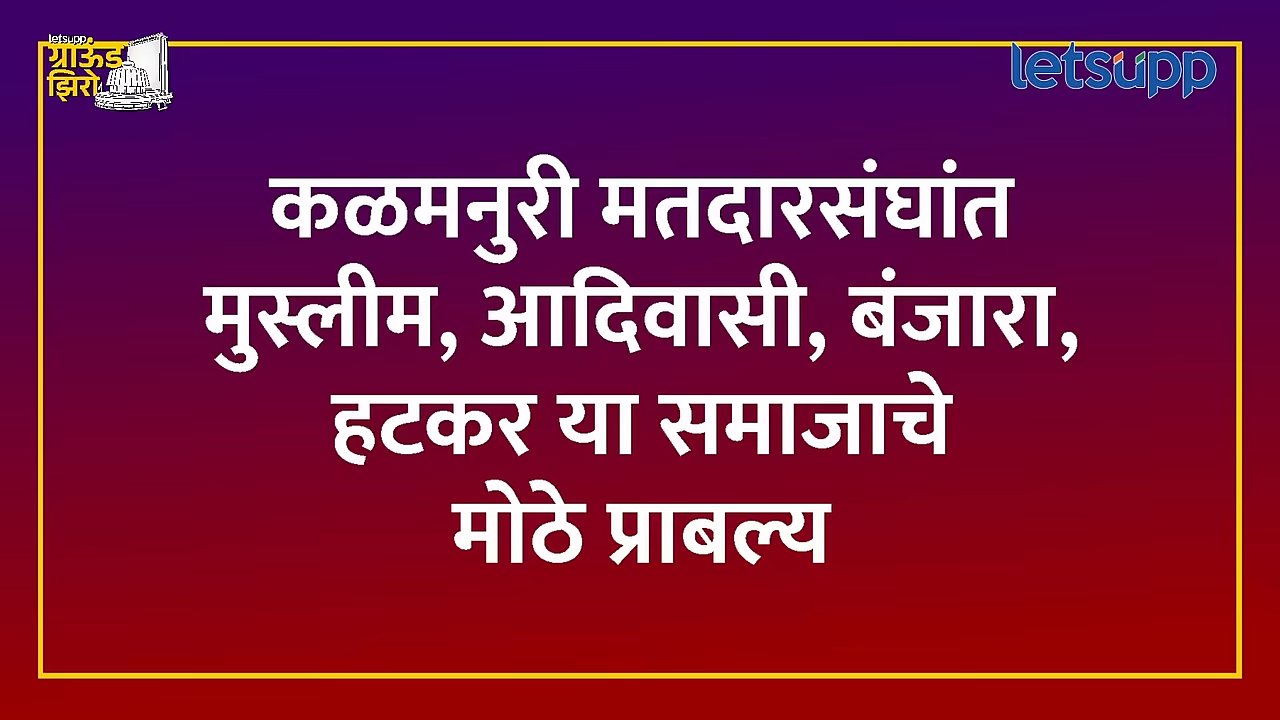 letsupp
ग्राऊंड
झिरो
letsupp
कळमनुरी मतदारसंघांत
मुस्लीम, आदिवासी, बंजारा,
हटकर या समाजाचे
मोठे प्राबल्य